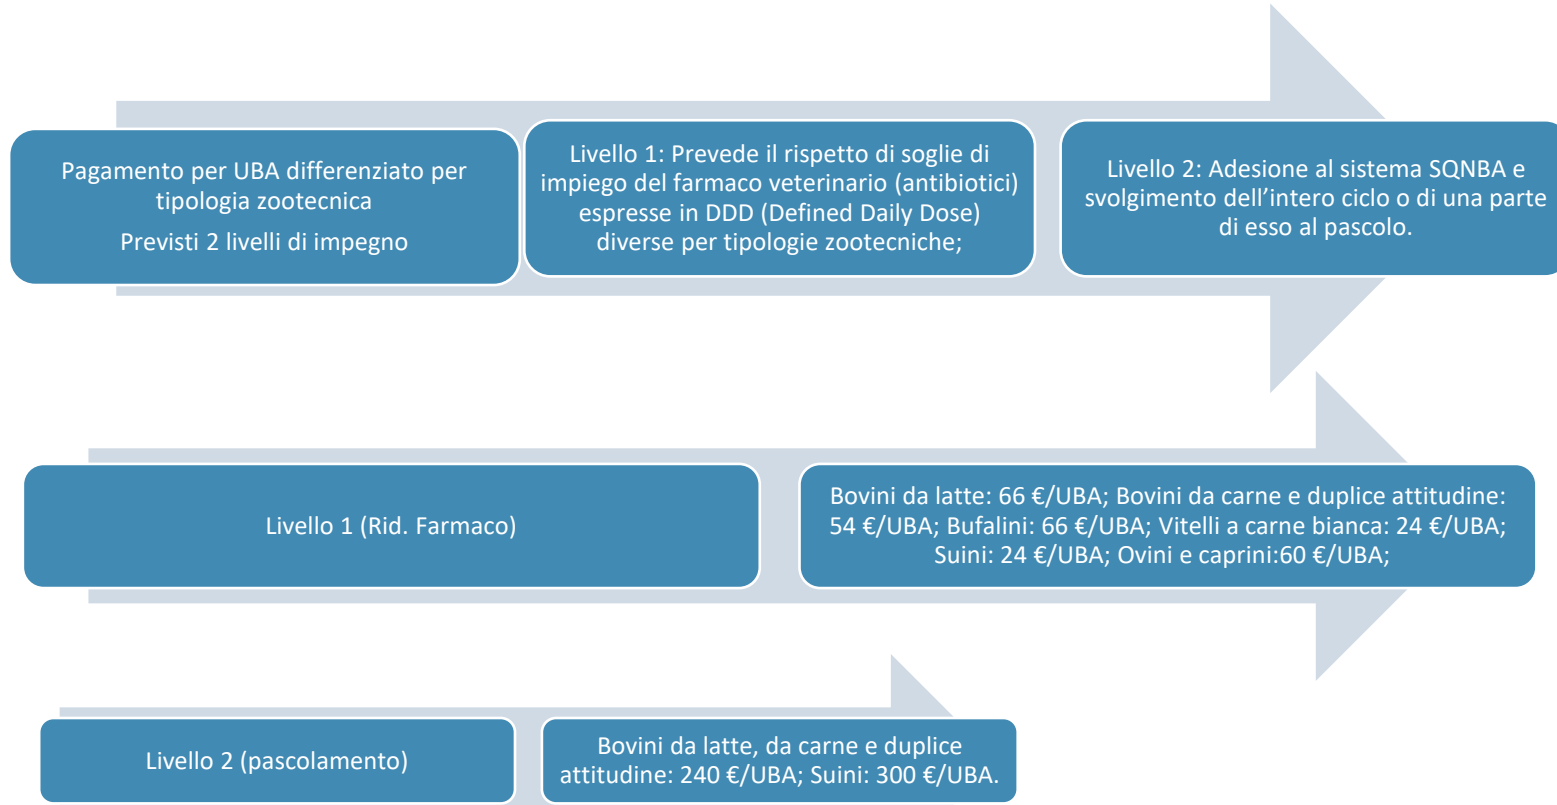 Pagamento per UBA differenziato per
tipologia zootecnica
Previsti 2 livelli di impegno
Livello 1: Prevede il rispetto di soglie di
impiego del farmaco veterinario (antibiotici)
espresse in DDD (Defined Daily Dose)
diverse per tipologie zootecniche;
Livello 2: Adesione al sistema SQNBA e
svolgimento dell’intero ciclo o di una parte
di esso al pascolo.
Livello 1 (Rid. Farmaco)
Bovini da latte: 66 €/UBA; Bovini da carne e duplice attitudine:
54 €/UBA; Bufalini: 66 €/UBA; Vitelli a carne bianca: 24 €/UBA;
Suini: 24 €/UBA; Ovini e caprini:60 €/UBA;
Livello 2 (pascolamento)
Bovini da latte, da carne e duplice
attitudine: 240 €/UBA; Suini: 300 €/UBA.